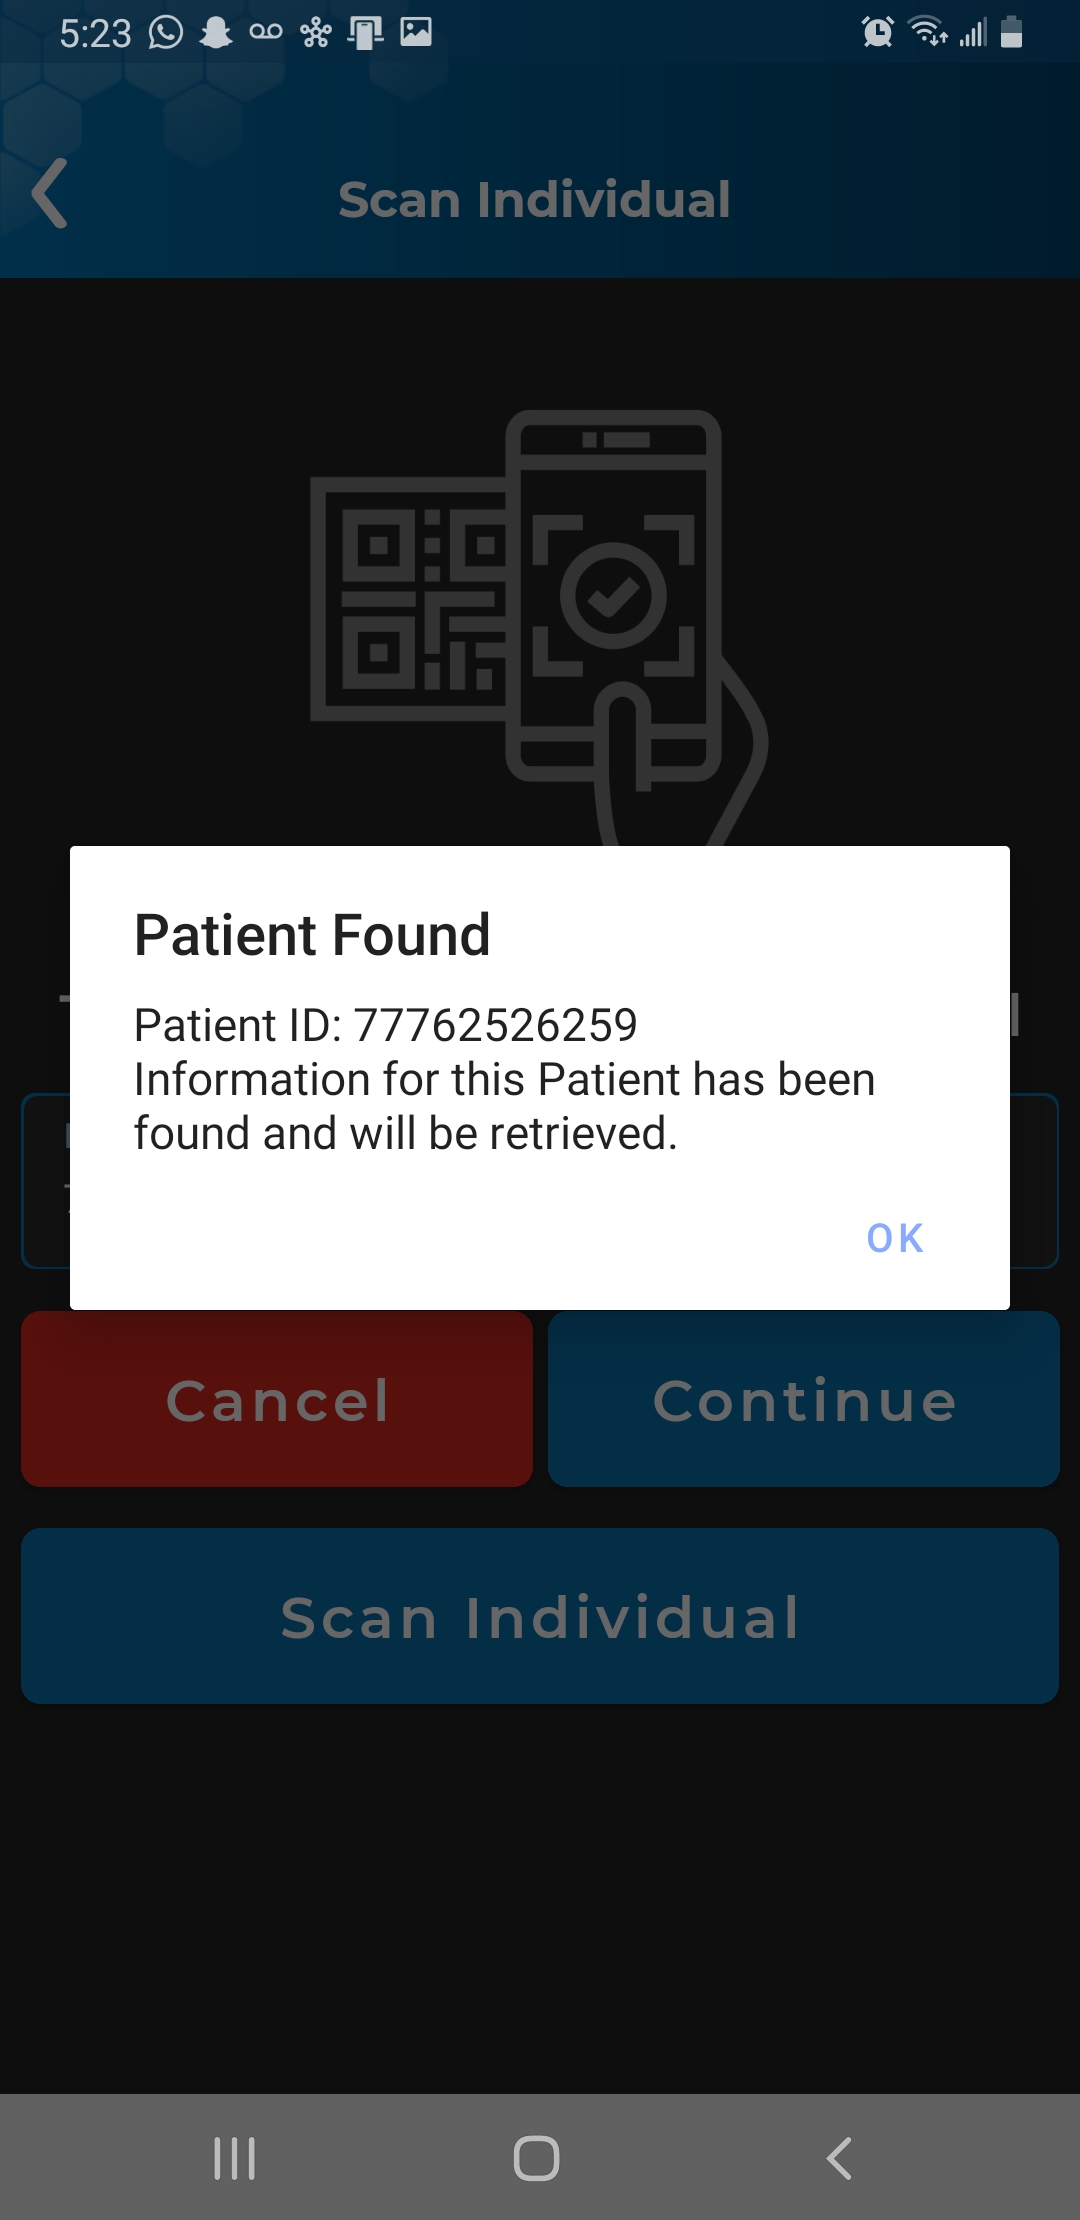 5:23
Scan Individual
Patient Found
Patient ID: 77762526259
Information for this Patient has been
found and will be retrieved.
OK
Cancel
Continue
Scan Individual